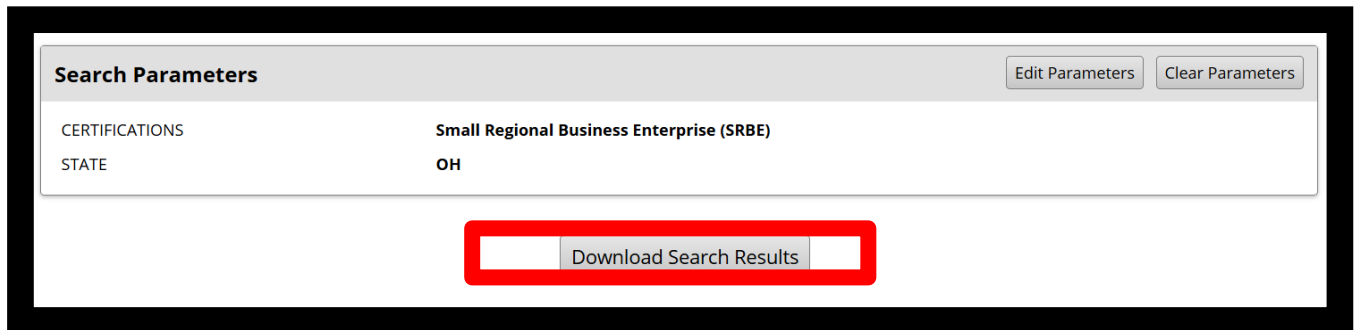 Search Parameters Edit Parameters Clear Parameters
CERTIFICATIONS Small Regional Business Enterprise (SRBE)
STATE OH
Download Search Results